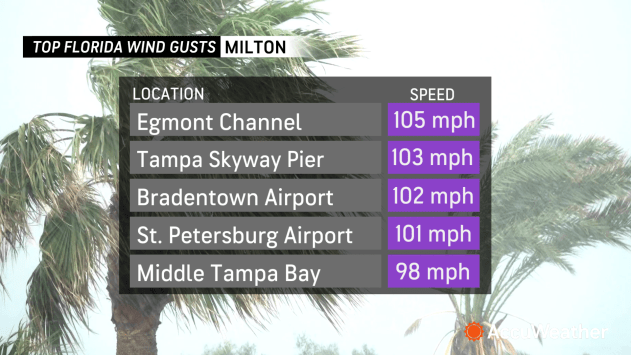 TOP FLORIDA WIND GUSTS MILTON
LOCATION SPEED
Egmont Channel 105 mph
Tampa Skyway Pier 103 mph
Bradentown Airport 102 mph
St. Petersburg Airport 101 mph
Middle Tampa Bay 98 mph
AccuWeather